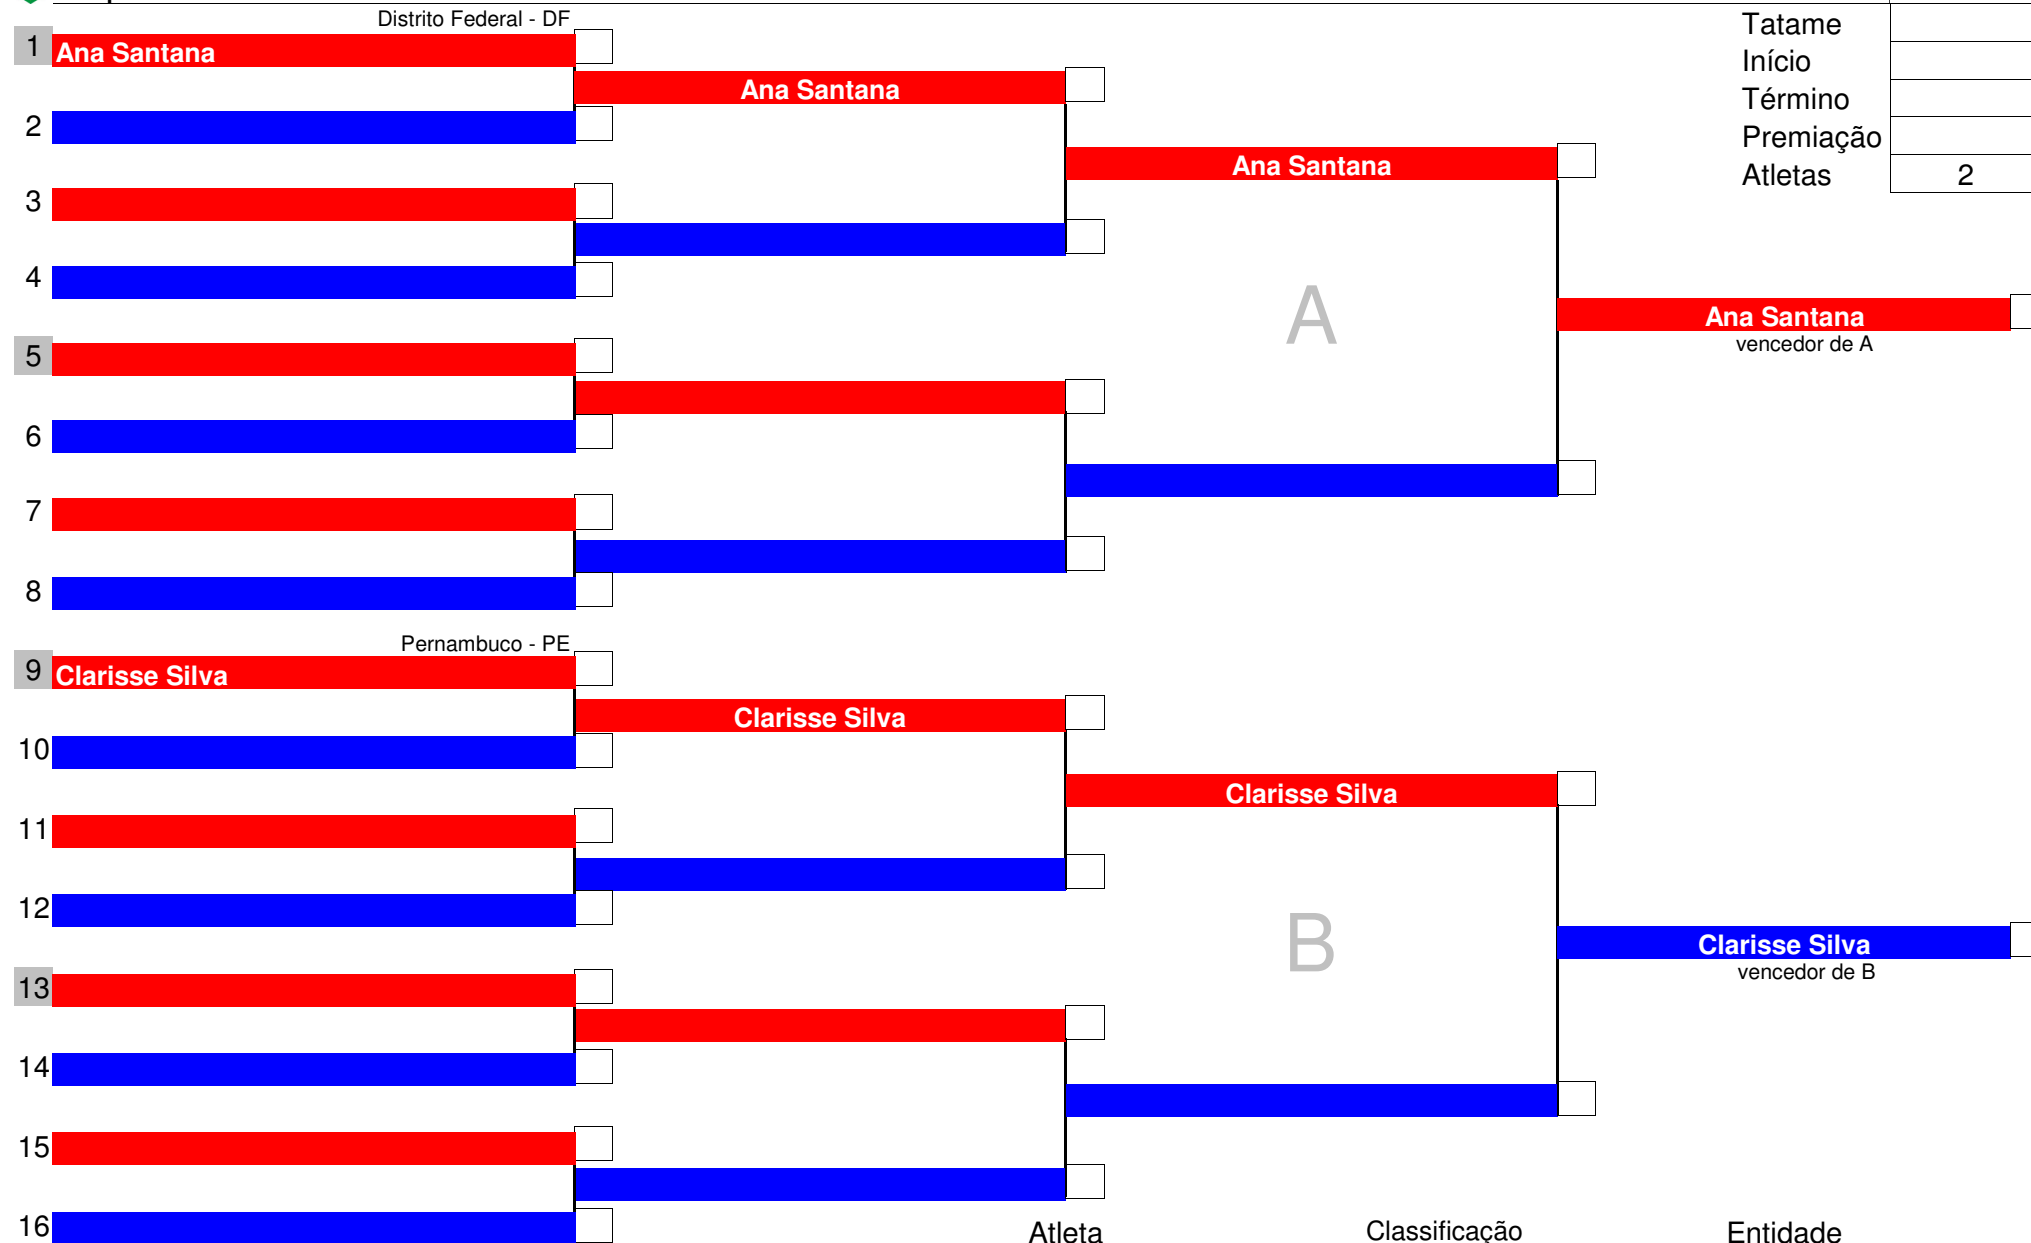 Distrito Federal - DF
1 Ana Santana
Ana Santana
2
Ana Santana
3
4
A
Ana Santana
vencedor de A
5
6
7
8
Tatame
Início
Término
Premiação
Atletas 2
Pernambuco - PE
9 Clarisse Silva
Clarisse Silva
10
Clarisse Silva
11
12
B
Clarisse Silva
vencedor de B
13
14
15
16
Atleta Classificação Entidade